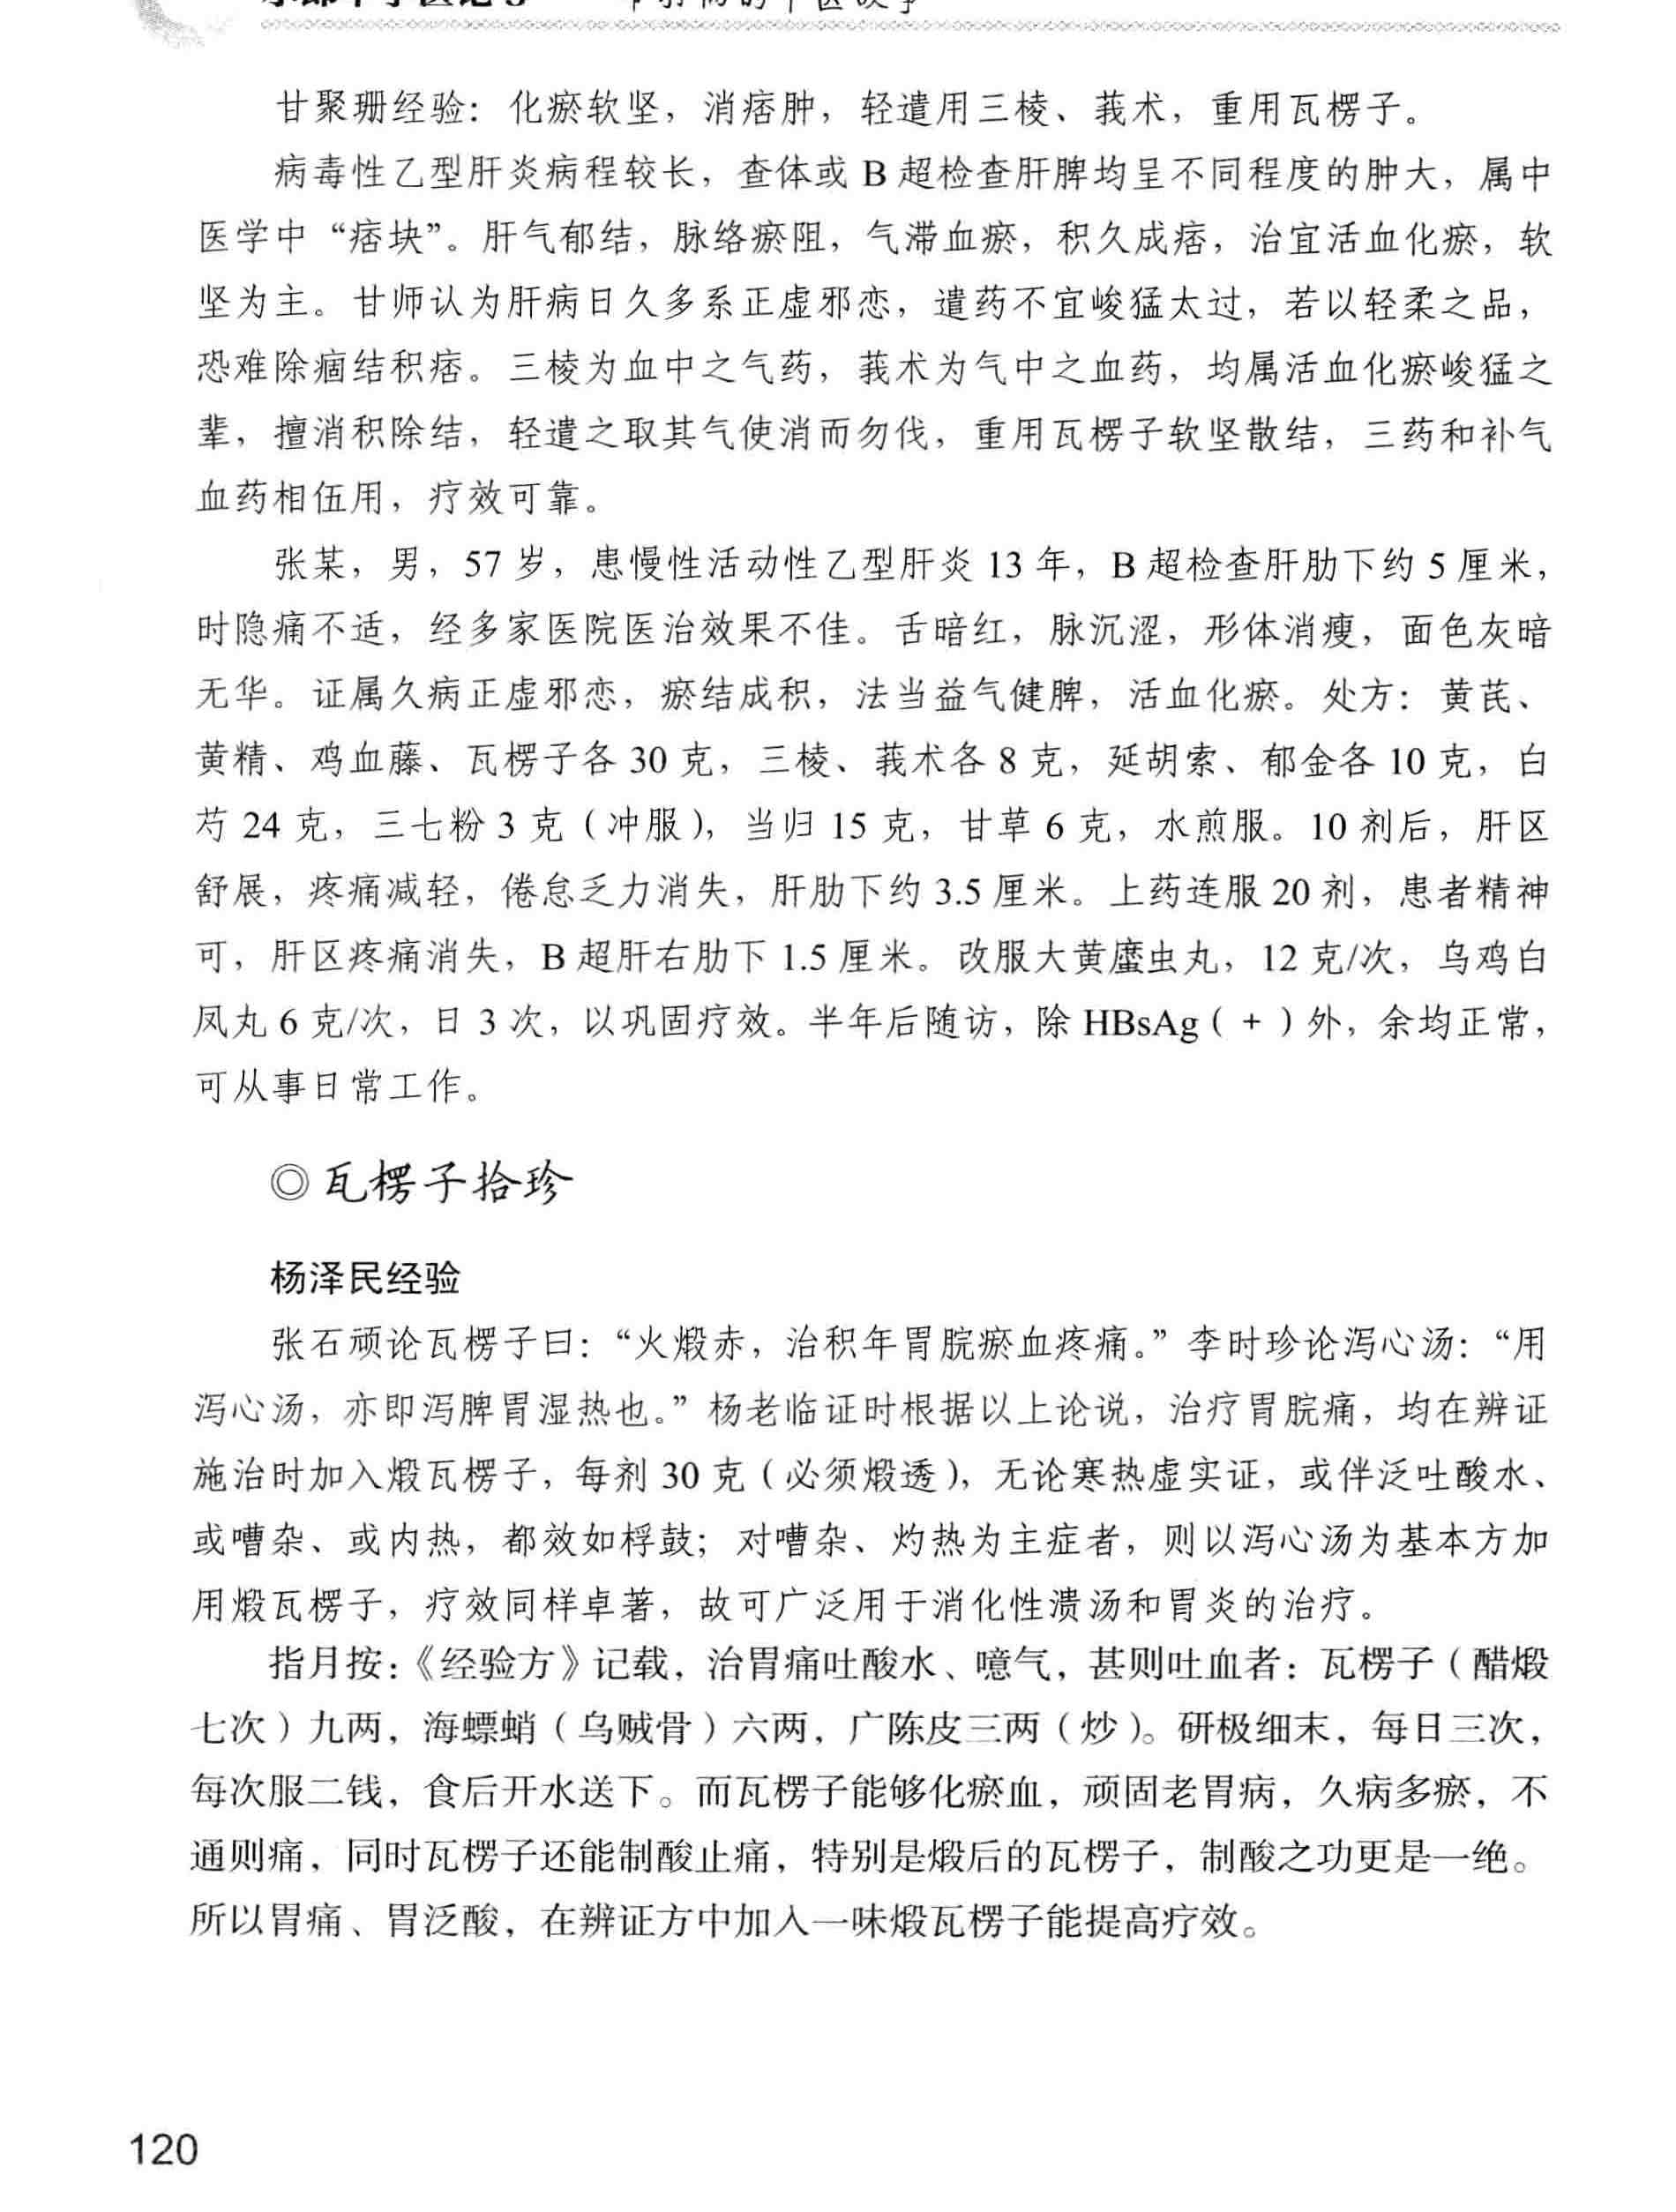 甘聚珊经验：化瘀软坚，消痞肿，轻遣用三棱、莪术，重用瓦楞子。
病毒性乙型肝炎病程较长，查体或 B 超检查肝脾均呈不同程度的肿大，属中
医学中“痞块”。肝气郁结，脉络瘀阻，气滞血瘀，积久成痞，治宜活血化瘀，软
坚为主。甘师认为肝病日久多系正虚邪恋，遣药不宜峻猛太过，若以轻柔之品，
恐难除痼结积痞。三棱为血中之气药，莪术为气中之血药，均属活血化瘀峻猛之
辈，擅消积除结，轻遣之取其气使消而勿伐，重用瓦楞子软坚散结，三药和补气
血药相伍用，疗效可靠。
张某，男，57 岁，患慢性活动性乙型肝炎 13 年，B 超检查肝肋下约 5 厘米，
时隐痛不适，经多家医院医治效果不佳。舌暗红，脉沉涩，形体消瘦，面色灰暗
无华。证属久病正虚邪恋，瘀结成积，法当益气健脾，活血化瘀。处方：黄芪、
黄精、鸡血藤、瓦楞子各 30 克，三棱、莪术各 8 克，延胡索、郁金各 10 克，白
芍 24 克，三七粉 3 克（冲服），当归 15 克，甘草 6 克，水煎服。10 剂后，肝区
舒展，疼痛减轻，倦怠乏力消失，肝肋下约 3.5 厘米。上药连服 20 剂，患者精神
可，肝区疼痛消失，B 超肝右肋下 1.5 厘米。改服大黄䗪虫丸，12 克/次，乌鸡白
凤丸 6 克/次，日 3 次，以巩固疗效。半年后随访，除 HBsAg（+）外，余均正常，
可从事日常工作。
◎瓦楞子拾珍
杨泽民经验
张石顽论瓦楞子曰：“火煅赤，治积年胃脘瘀血疼痛。”李时珍论泻心汤：“用
泻心汤，亦即泻脾胃湿热也。”杨老临证时根据以上论说，治疗胃脘痛，均在辨证
施治时加入煅瓦楞子，每剂 30 克（必须煅透），无论寒热虚实证，或伴泛吐酸水、
或嘈杂、或内热，都效如桴鼓；对嘈杂、灼热为主症者，则以泻心汤为基本方加
用煅瓦楞子，疗效同样卓著，故可广泛用于消化性溃汤和胃炎的治疗。
指月按：《经验方》记载，治胃痛吐酸水、噫气，甚则吐血者：瓦楞子（醋煅
七次）九两，海螵蛸（乌贼骨）六两，广陈皮三两（炒）。研极细末，每日三次，
每次服二钱，食后开水送下。而瓦楞子能够化瘀血，顽固老胃病，久病多瘀，不
通则痛，同时瓦楞子还能制酸止痛，特别是煅后的瓦楞子，制酸之功更是一绝。
所以胃痛、胃泛酸，在辨证方中加入一味煅瓦楞子能提高疗效。
120